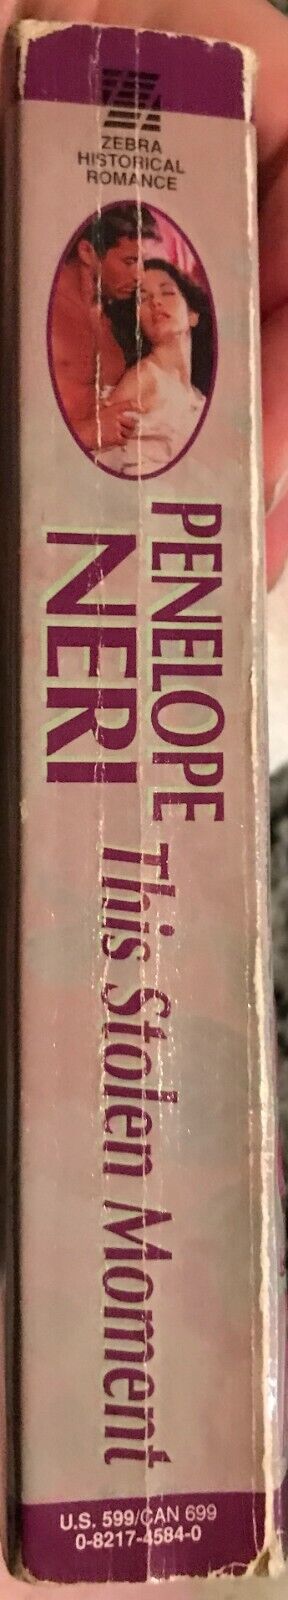 ZEBRA
HISTORICAL
ROMANCE
PENELOPE
NERI
This Stolen Moment
U.S. 599/CAN 699
0-8217-4584-0